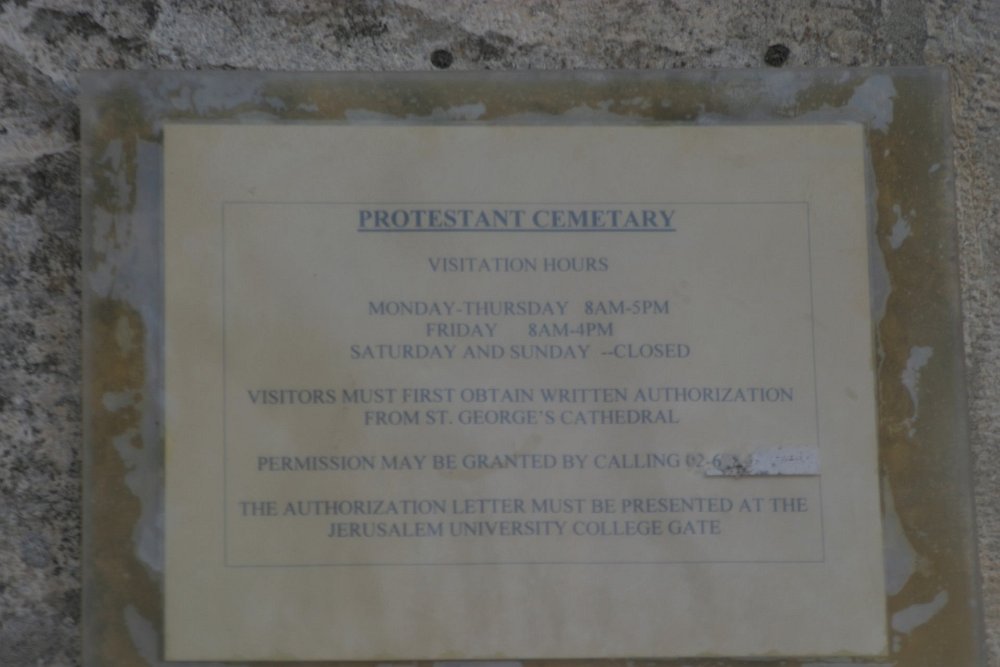 PROTESTANT CEMETARY
VISITATION HOURS
MONDAY-THURSDAY 8AM-5PM
FRIDAY 8AM-4PM
SATURDAY AND SUNDAY --CLOSED
VISITORS MUST FIRST OBTAIN WRITTEN AUTHORIZATION
FROM ST. GEORGE'S CATHEDRAL
PERMISSION MAY BE GRANTED BY CALLING
THE AUTHORIZATION LETTER MUST BE PRESENTED AT THE
JERUSALEM UNIVERSITY COLLEGE GATE